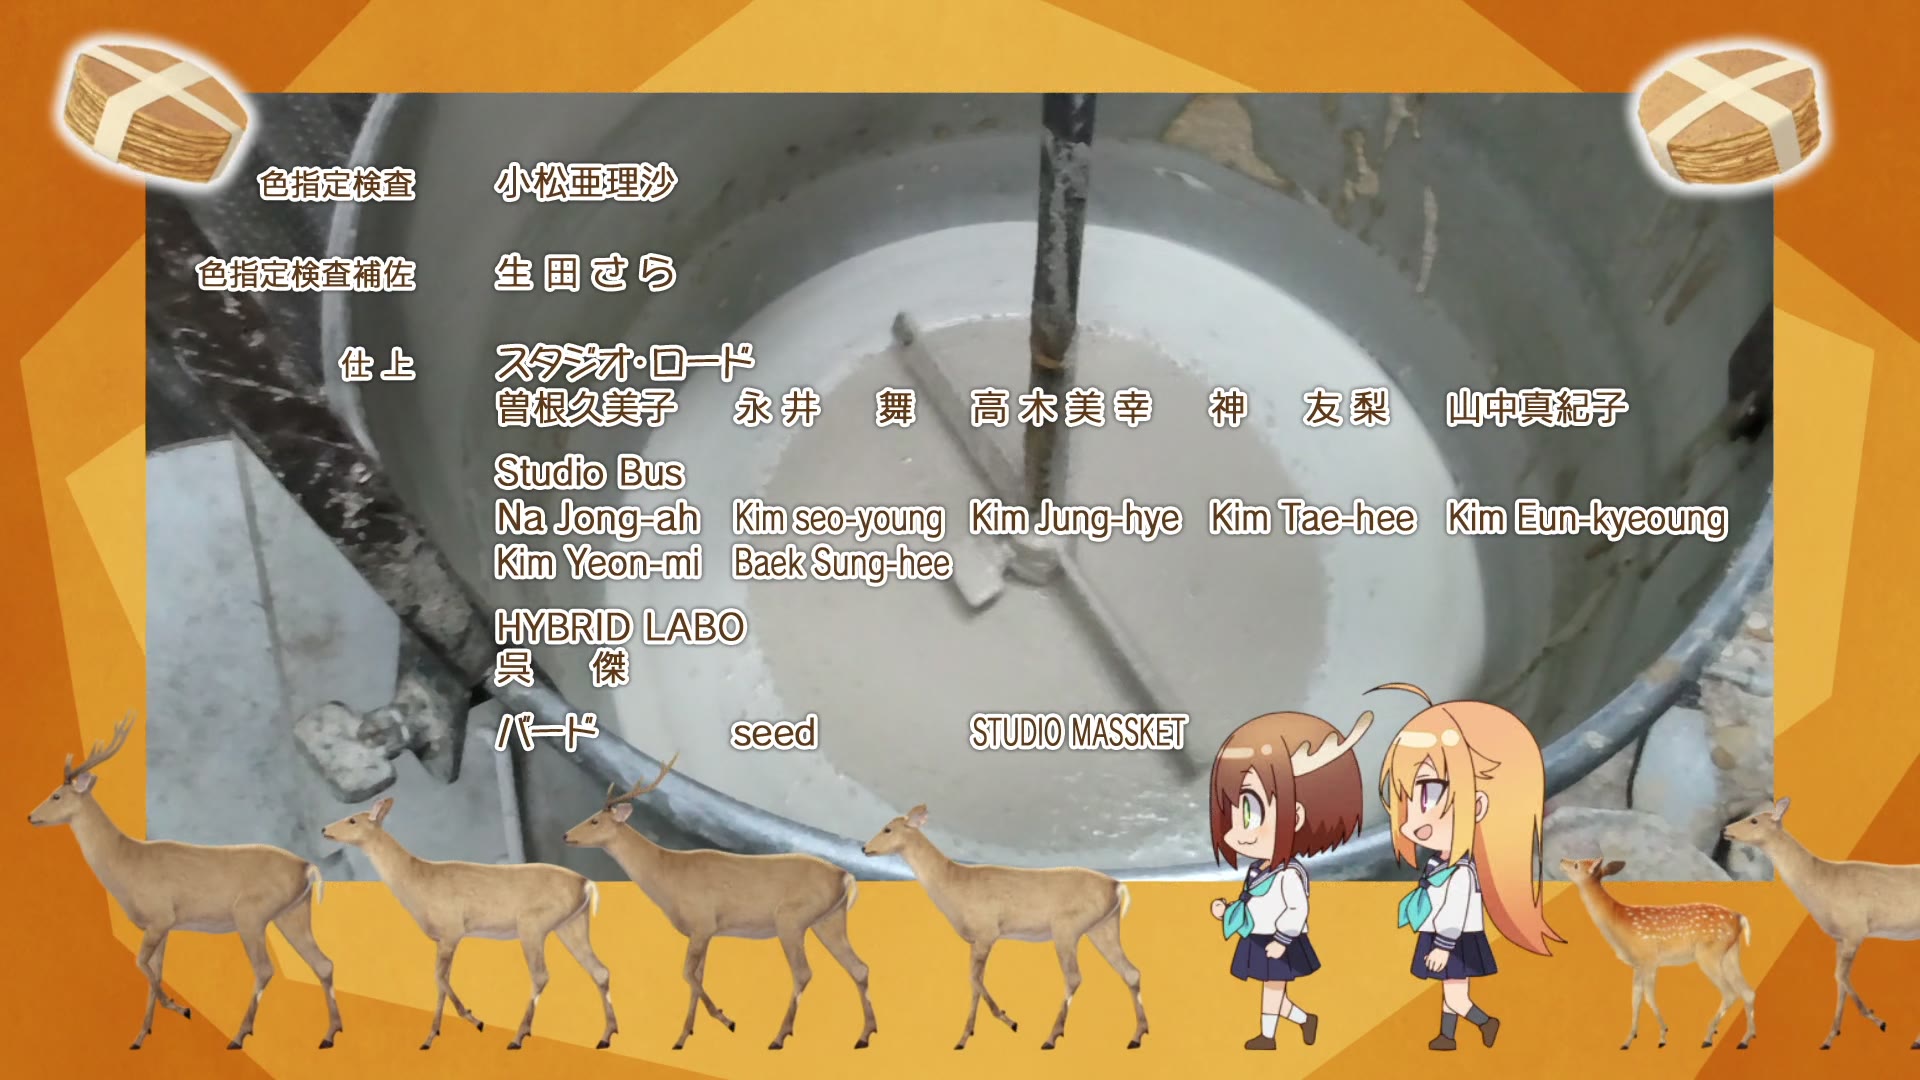 色指定検査 小松亜理沙
色指定検査補佐 生田さら
仕上 スタジオ・ロード
曽根久美子 永井 舞 高木美幸 神 友梨 山中真紀子
Studio Bus
Na Jong-ah Kim seo-young Kim Jung-hye Kim Tae-hee Kim Eun-kyeoung
Kim Yeon-mi Baek Sung-hee
HYBRID LABO
呉 傑
バード seed STUDIO MASSKET